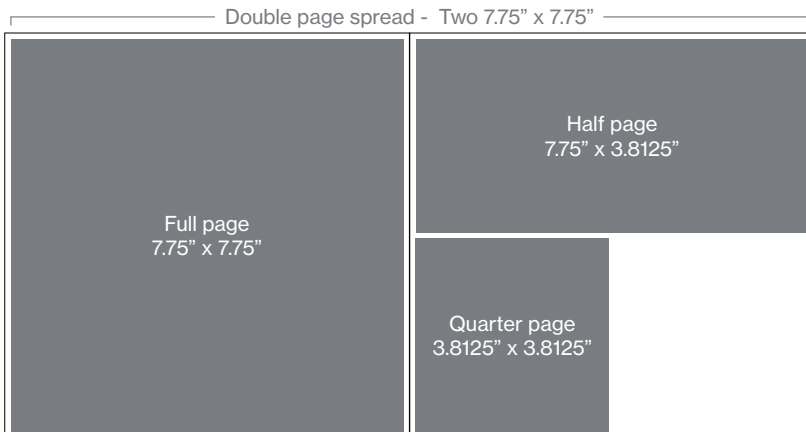 Double page spread - Two 7.75” x 7.75”
Full page
7.75” x 7.75”
Half page
7.75” x 3.8125”
Quarter page
3.8125” x 3.8125”